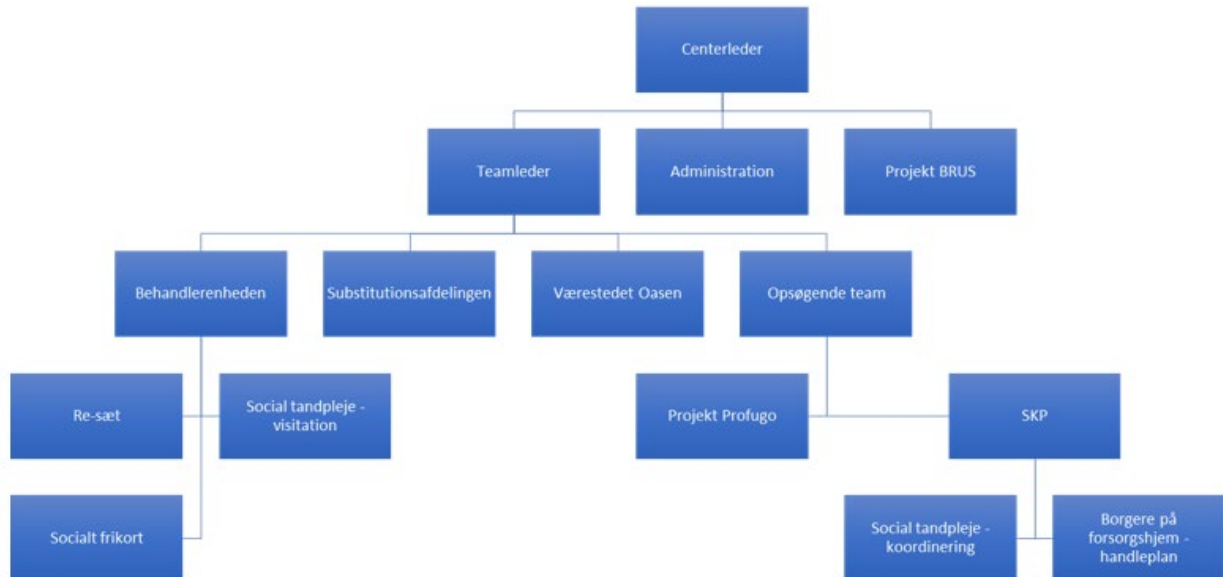 Centerleder
Teamleder
Administration
Projekt BRUS
Behandlerenheden
Substitutionsafdelingen
Værestedet Oasen
Opsøgende team
Re-sæt
Social tandpleje -
visitation
Projekt Profugo
SKP
Socialt frikort
Social tandpleje -
koordinering
Borgere på
forsorgshjem -
handleplan